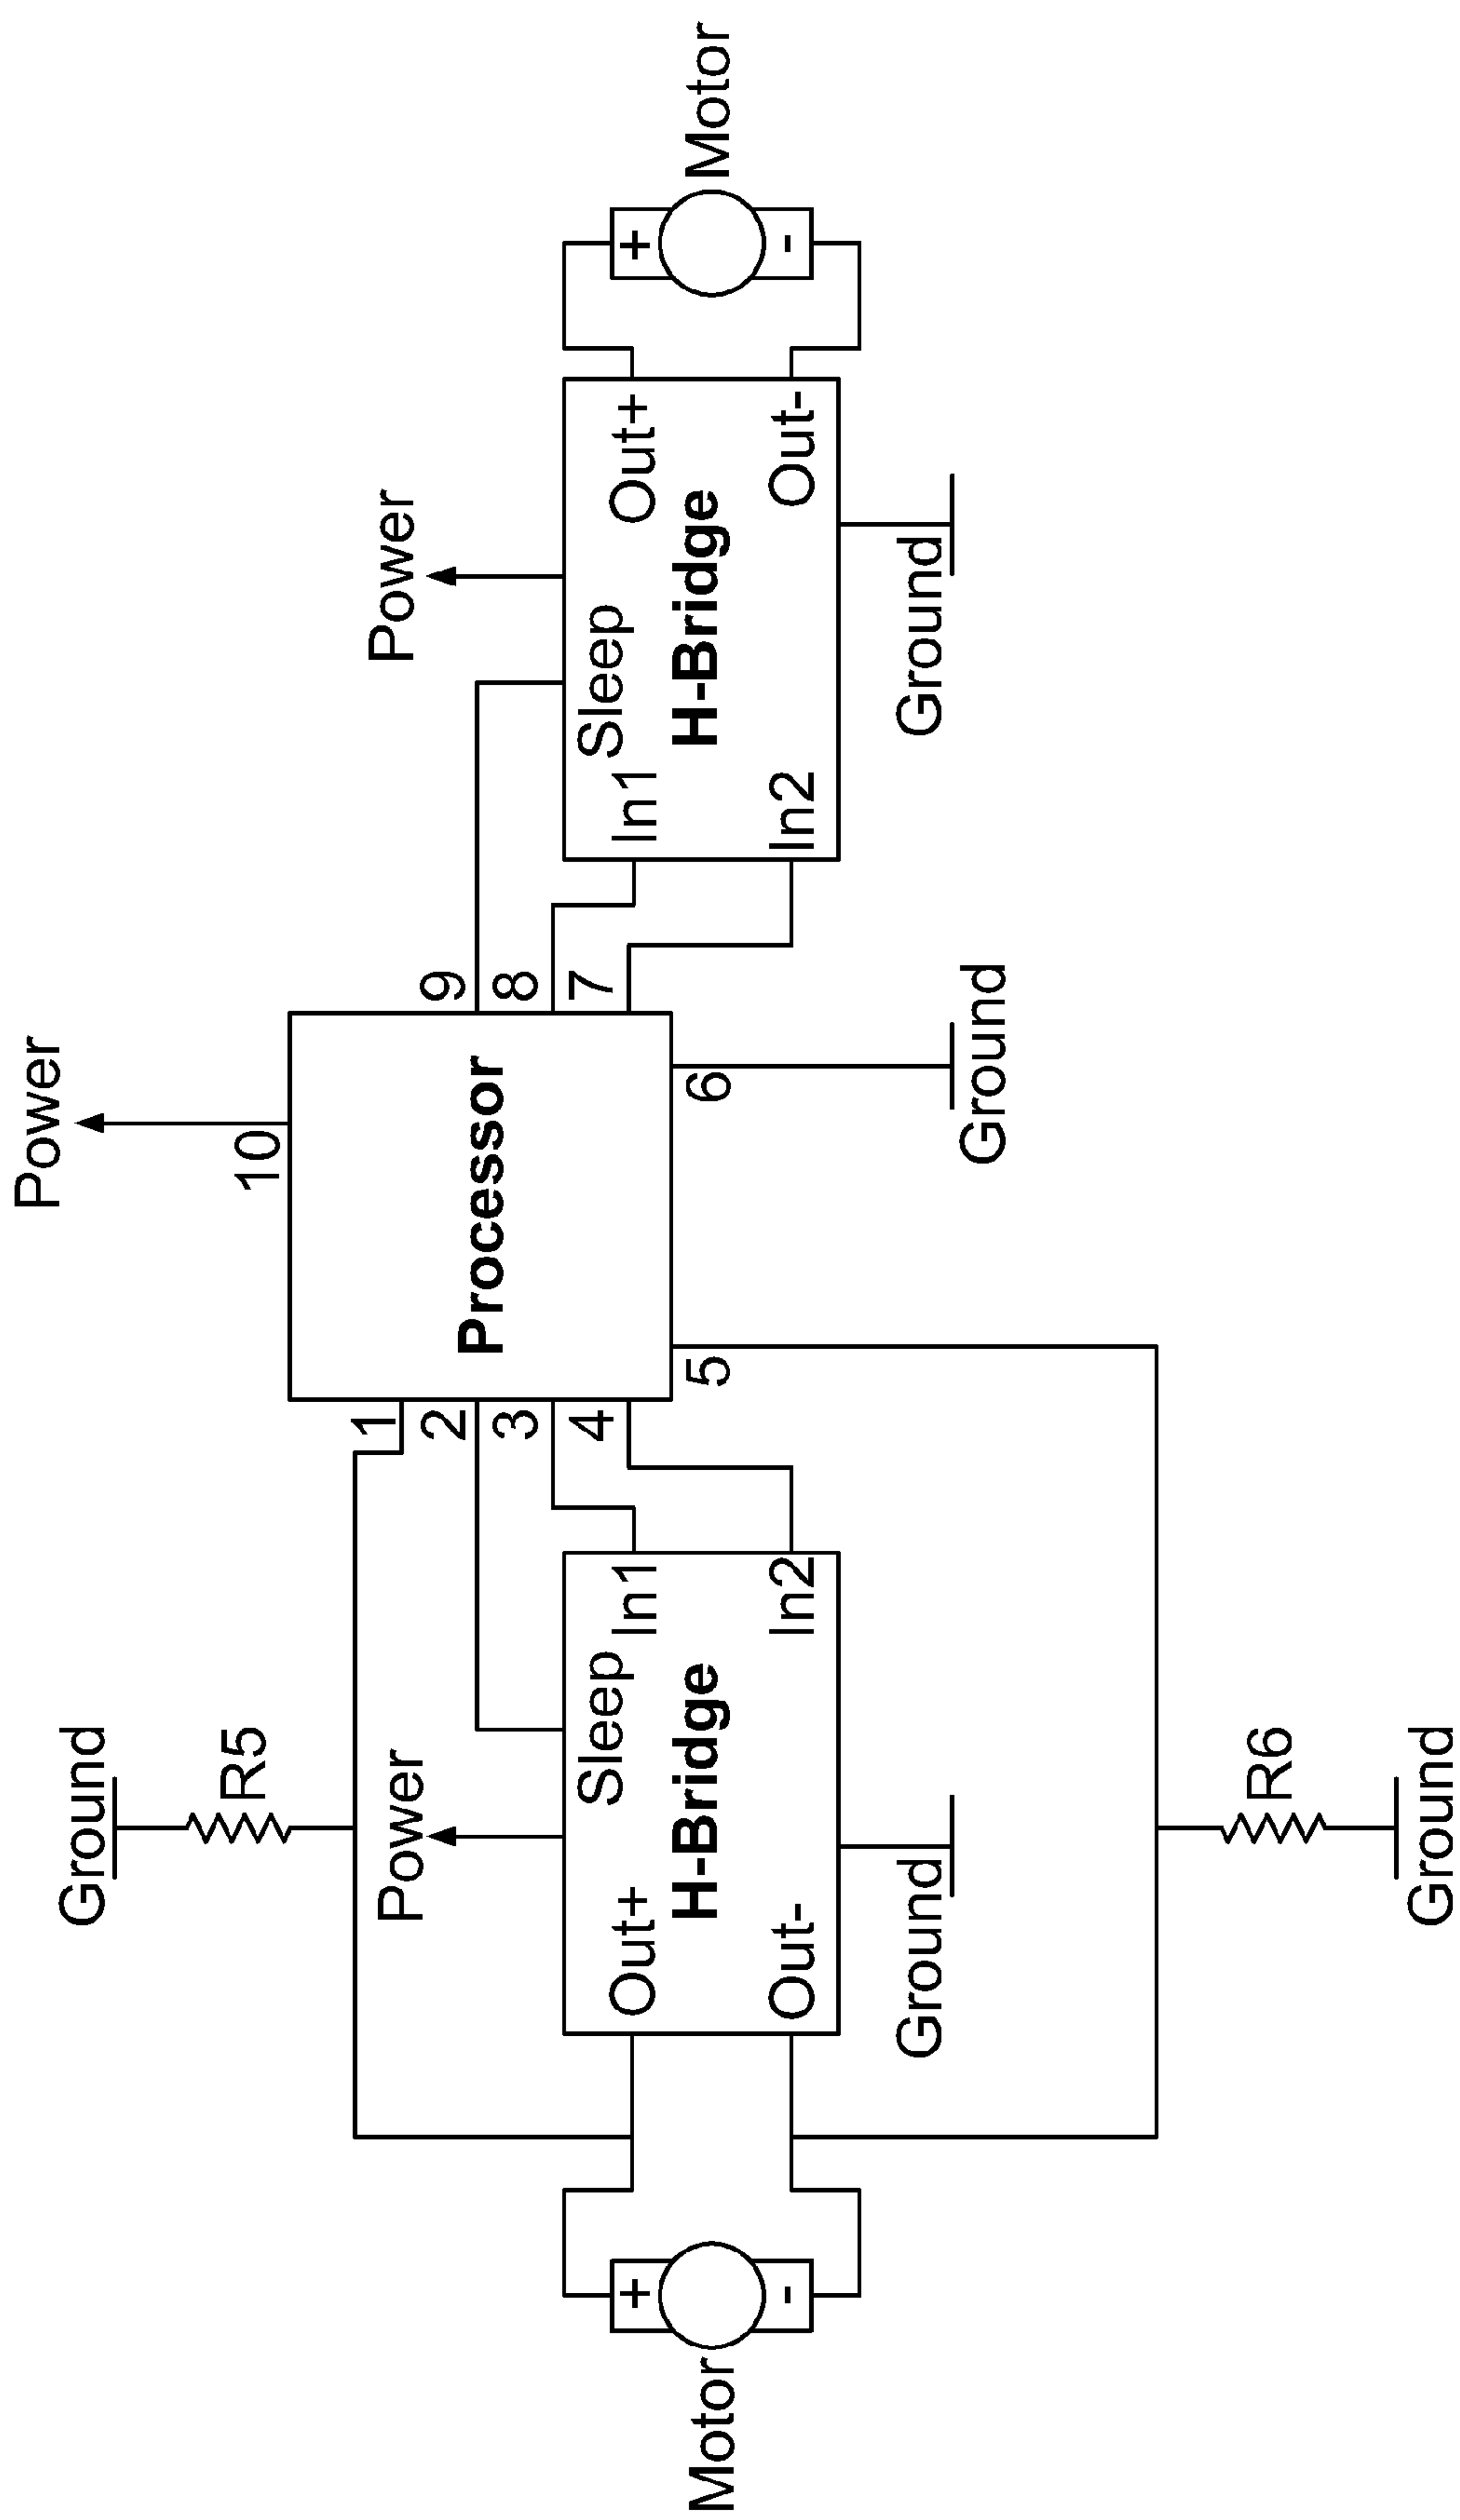 Power
10
Processor
1
2
3
4
5
6
7
8
9
Ground
R5
Power
Sleep
Out+
In1
H-Bridge
Out-
In2
Ground
Motor
+
-
R6
Ground
Ground
Power
Sleep
In1
Out+
H-Bridge
In2
Out-
Ground
+
-
Motor